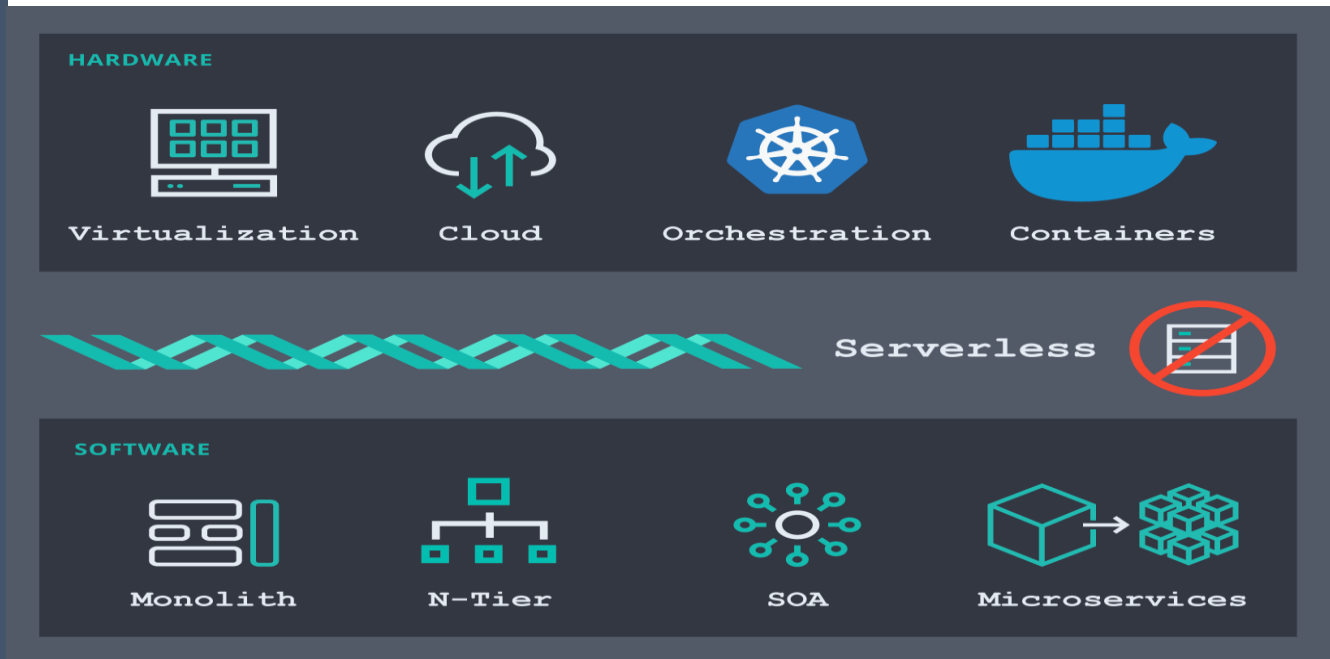 HARDWARE
Virtualization Cloud Orchestration Containers
Serverless
SOFTWARE
Monolith N-Tier SOA Microservices